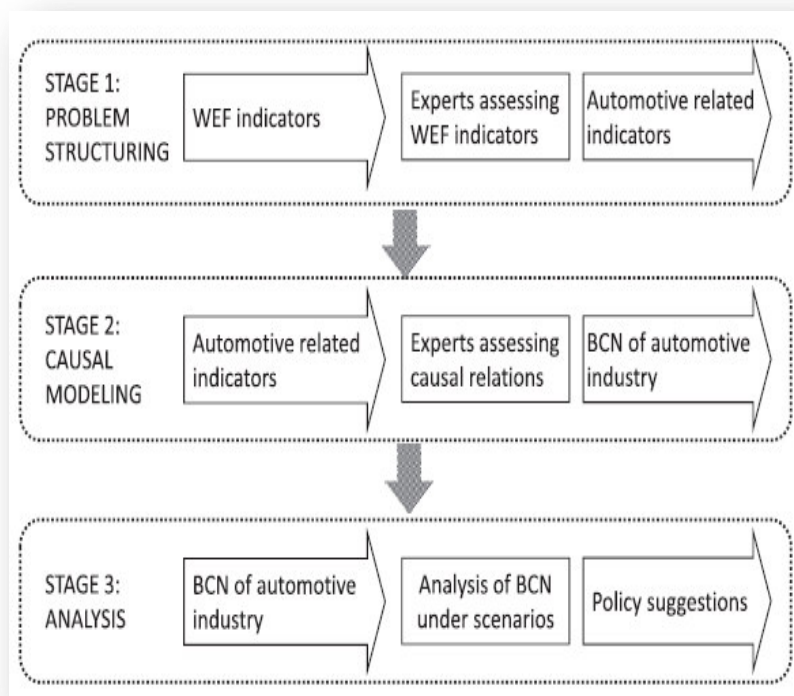 STAGE 1:
PROBLEM
STRUCTURING
WEF indicators
Experts assessing
WEF indicators
Automotive related
indicators
STAGE 2:
CAUSAL
MODELING
Automotive related
indicators
Experts assessing
causal relations
BCN of automotive
industry
STAGE 3:
ANALYSIS
BCN of automotive
industry
Analysis of BCN
under scenarios
Policy suggestions